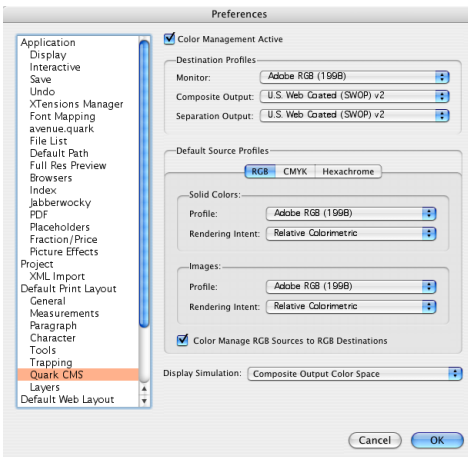 Preferences
Application
Display
Interactive
Save
Undo
XTensions Manager
Font Mapping
avenue.quark
File List
Default Path
Full Res Preview
Browsers
Index
Jabberwocky
PDF
Placeholders
Fraction/Price
Picture Effects
Project
XML Import
Default Print Layout
General
Measurements
Paragraph
Character
Tools
Trapping
Quark CMS
Layers
Default Web Layout
Color Management Active
Destination Profiles
Monitor: Adobe RGB (1998)
Composite Output: U.S. Web Coated (SWOP) v2
Separation Output: U.S. Web Coated (SWOP) v2
Default Source Profiles
RGB CMYK Hexachrome
Solid Colors:
Profile: Adobe RGB (1998)
Rendering Intent: Relative Colorimetric
Images:
Profile: Adobe RGB (1998)
Rendering Intent: Relative Colorimetric
Color Manage RGB Sources to RGB Destinations
Display Simulation: Composite Output Color Space
Cancel OK